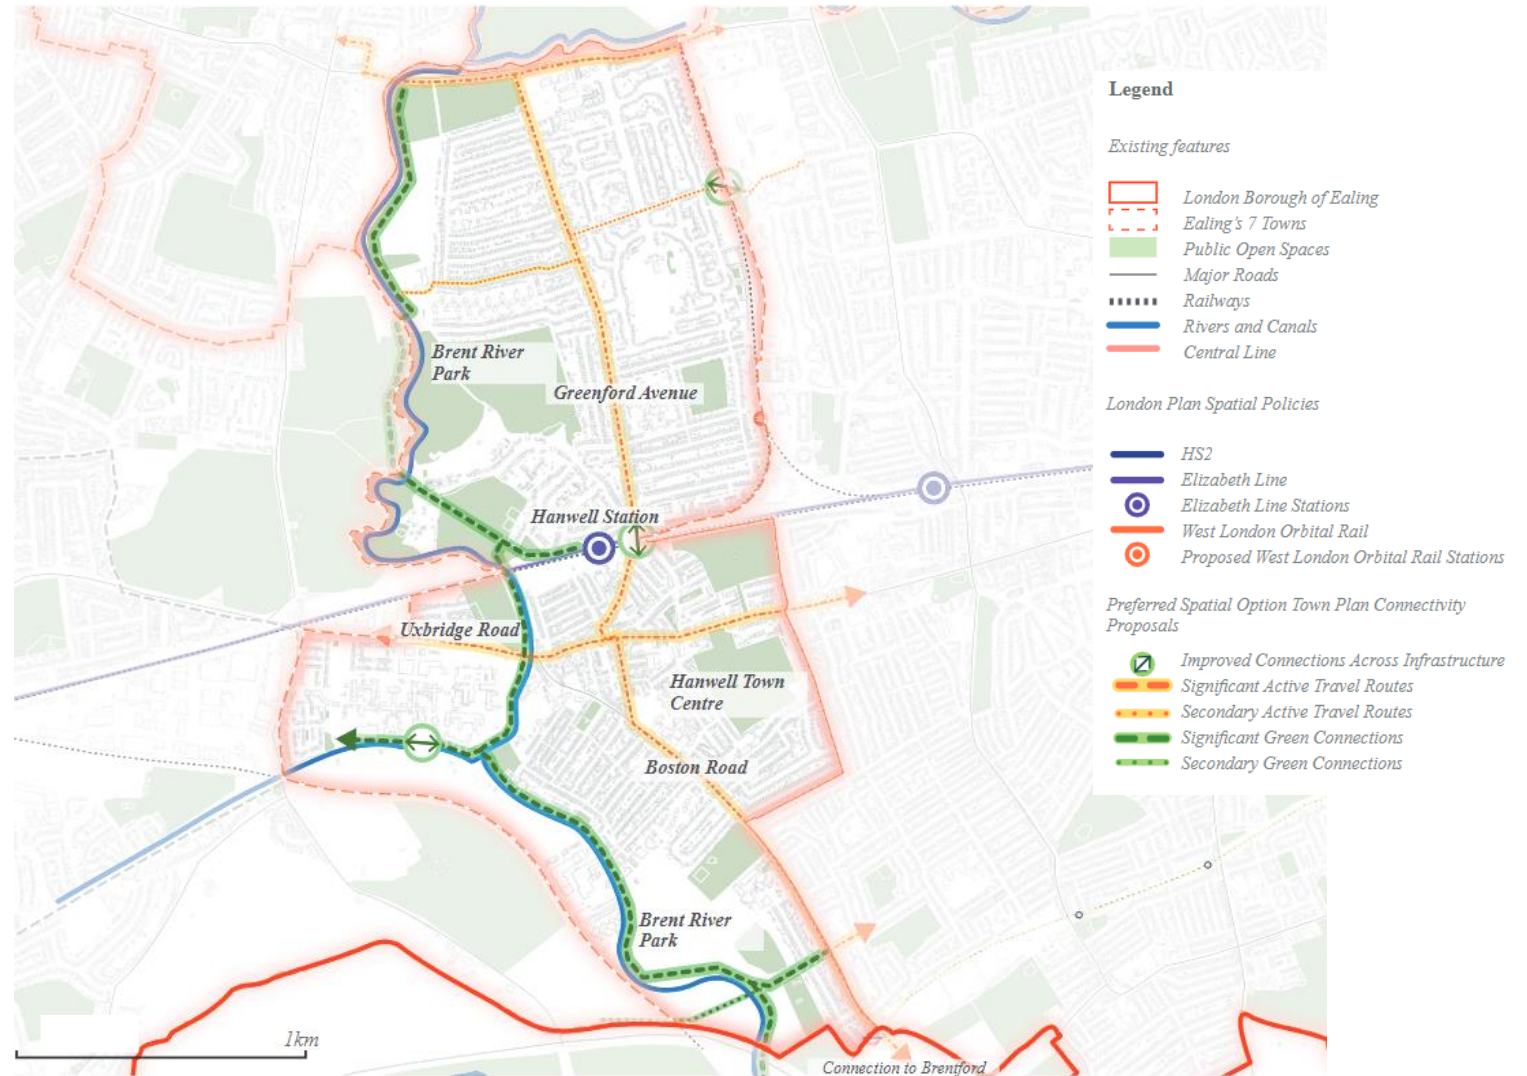 Legend
Existing features
London Borough of Ealing
Ealing's 7 Towns
Public Open Spaces
Major Roads
Railways
Rivers and Canals
Central Line
London Plan Spatial Policies
HS2
Elizabeth Line
Elizabeth Line Stations
West London Orbital Rail
Proposed West London Orbital Rail Stations
Preferred Spatial Option Town Plan Connectivity
Proposals
Improved Connections Across Infrastructure
Significant Active Travel Routes
Secondary Active Travel Routes
Significant Green Connections
Secondary Green Connections
Brent River
Park
Greenford Avenue
Hanwell Station
Uxbridge Road
Hanwell Town
Centre
Boston Road
Brent River
Park
1km
Connection to Brentford